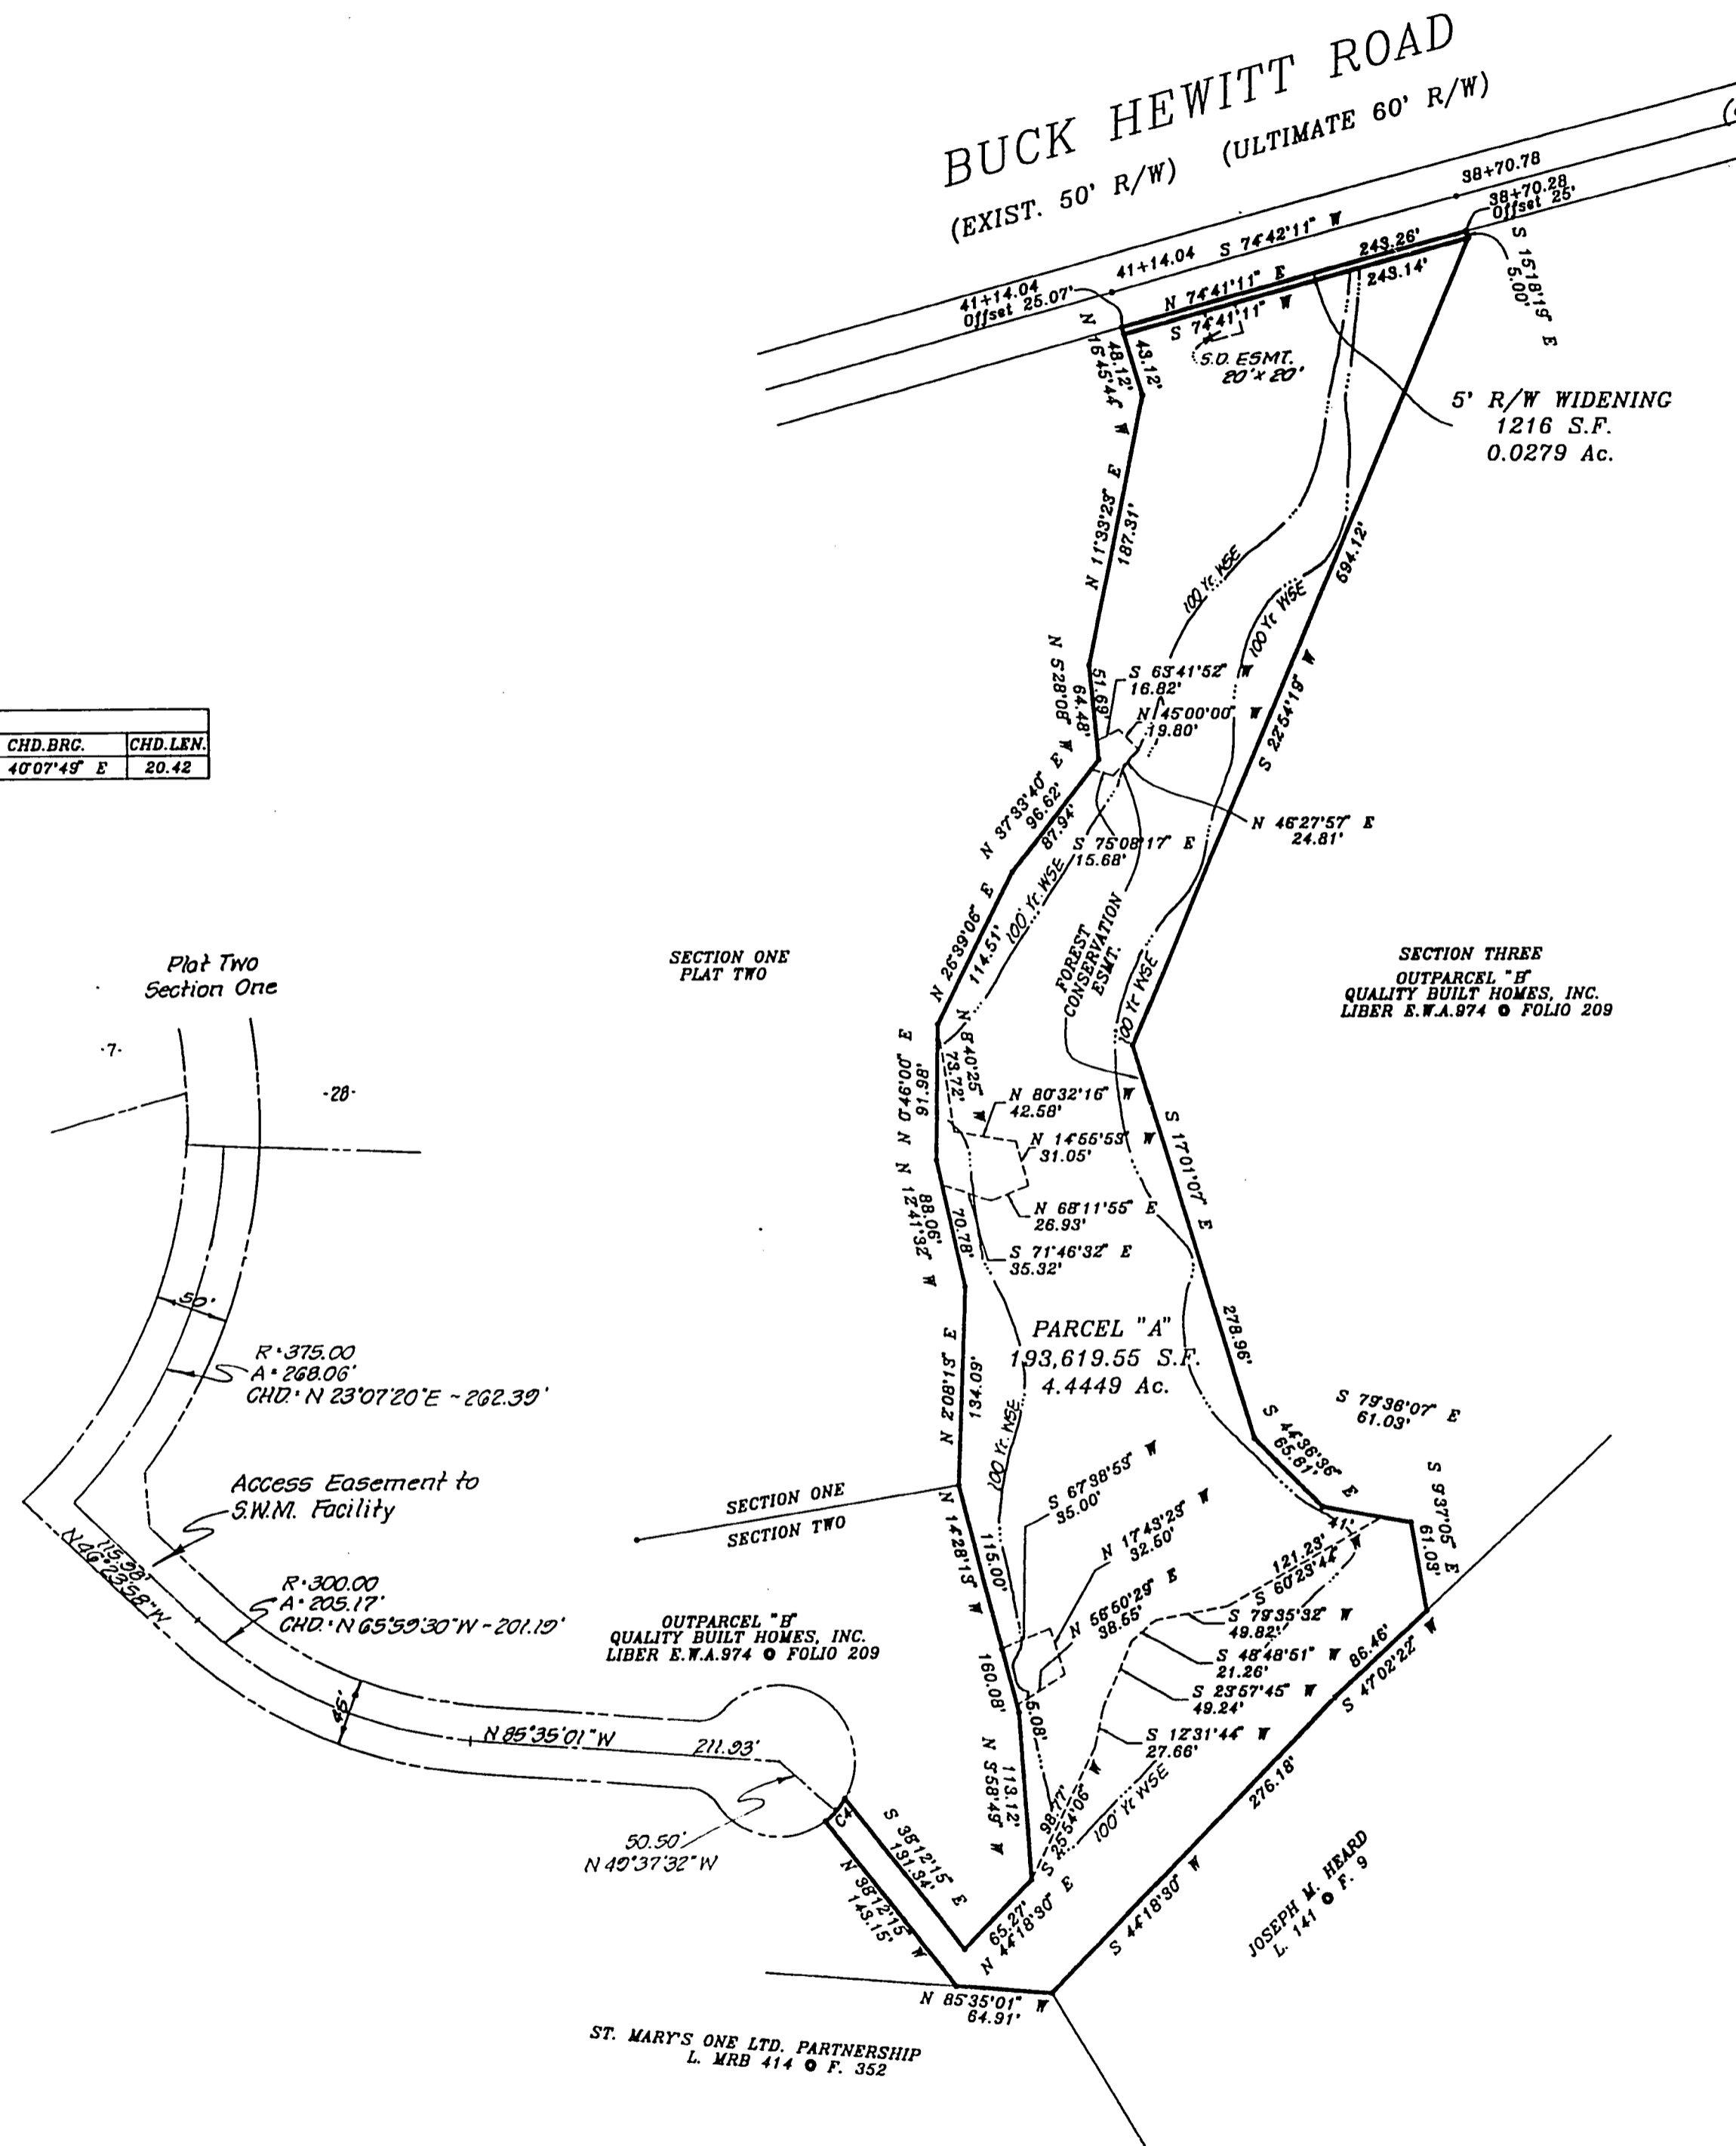 BUCK HEWITT ROAD
(EXIST. 50' R/W) (ULTIMATE 60' R/W)
38+70.78
38+70.28
Offset 25'
S 74°42'11" W
41+14.04
41+14.04
Offset 25.07'
243.26'
N 74°41'11" E
243.14'
S 74°41'11" W
S 15°18'19" E
5.00'
S.D. ESMT.
20' x 20'
5' R/W WIDENING
1216 S.F.
0.0279 Ac.
N 16°45'44" W
48.12'
43.12'
N 11°33'23" E
187.31'
100 Yr. WSE
100 Yr. WSE
694.12'
S 22°54'19" W
N 5°28'08" W
64.48'
51.69'
S 63°41'52" W
16.82'
N 45°00'00" W
19.80'
CHD.BRG. CHD.LEN.
40°07'49" E 20.42
N 37°33'40" E
96.62'
87.94'
S 75°08'17" E
15.68'
N 46°27'57" E
24.81'
100 Yr. WSE
N 26°39'06" E
114.51'
FOREST
CONSERVATION
ESMT.
100 Yr WSE
SECTION ONE
PLAT TWO
SECTION THREE
OUTPARCEL "B"
QUALITY BUILT HOMES, INC.
LIBER E.W.A.974 @ FOLIO 209
Plat Two
Section One
-7-
-28-
N 0°46'00" E
91.98'
N 8°40'25" W
73.72'
N 80°32'16" W
42.58'
N 14°55'53" W
31.05'
N 68°11'55" E
26.93'
S 71°46'32" E
35.32'
N 12°41'32" W
88.06'
70.78'
S 17°01'07" E
278.96'
50'
R=375.00
A=268.06'
CHD: N 23°07'20" E ~ 262.39'
PARCEL "A"
193,619.55 S.F.
4.4449 Ac.
N 2°08'13" E
134.09'
100 Yr. WSE
S 44°36'36" E
65.61'
S 79°36'07" E
61.03'
S 9°37'05" E
61.03'
Access Easement to
S.W.M. Facility
N 46°23'58" W
115.98'
SECTION ONE
SECTION TWO
S 67°38'53" W
35.00'
N 17°43'23" W
32.50'
N 56°50'29" E
38.55'
N 14°28'13" W
115.00'
160.08'
5.08'
41'
121.23'
S 60°23'44" W
S 79°35'32" W
49.82'
S 48°48'51" W
21.26'
S 23°57'45" W
49.24'
S 12°31'44" W
27.66'
86.46'
S 47°02'22" W
R=300.00
A=205.17'
CHD: N 65°59'30" W ~ 201.19'
OUTPARCEL "B"
QUALITY BUILT HOMES, INC.
LIBER E.W.A.974 @ FOLIO 209
45'
N 85°35'01" W 211.93'
50.50'
N 49°37'32" W
C4
S 38°12'15" E
131.34'
N 38°12'15" W
143.15'
N 3°58'49" W
113.12'
98.77'
S 25°54'06" W
100' Yr WSE
65.27'
N 44°18'30" E
276.18'
S 44°18'30" W
JOSEPH M. HEARD
L. 141 @ F. 9
N 85°35'01" W
64.91'
ST. MARY'S ONE LTD. PARTNERSHIP
L. MRB 414 @ F. 352